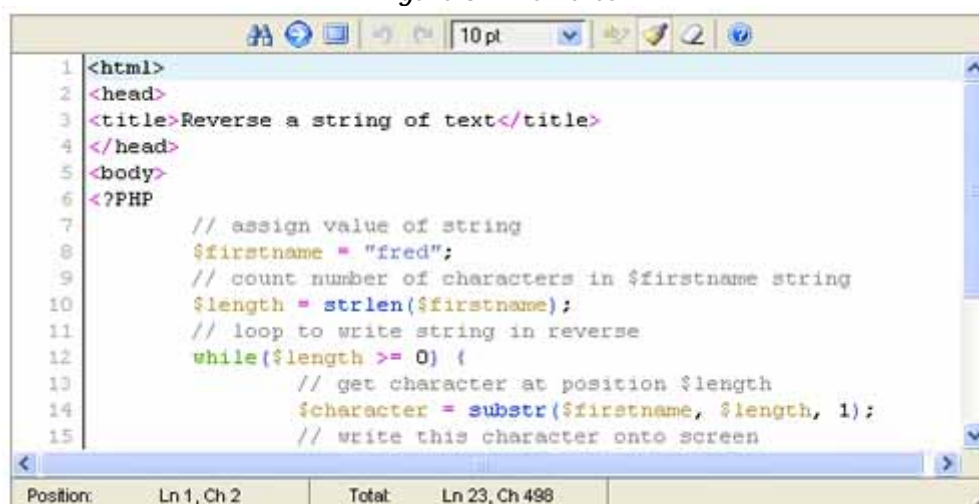 10 pt
1 <html>
2 <head>
3 <title>Reverse a string of text</title>
4 </head>
5 <body>
6 <?PHP
7 // assign value of string
8 $firstname = "fred";
9 // count number of characters in $firstname string
10 $length = strlen($firstname);
11 // loop to write string in reverse
12 while($length >= 0) {
13 // get character at position $length
14 $character = substr($firstname, $length, 1);
15 // write this character onto screen
Position: Ln 1, Ch 2 Total: Ln 23, Ch 498